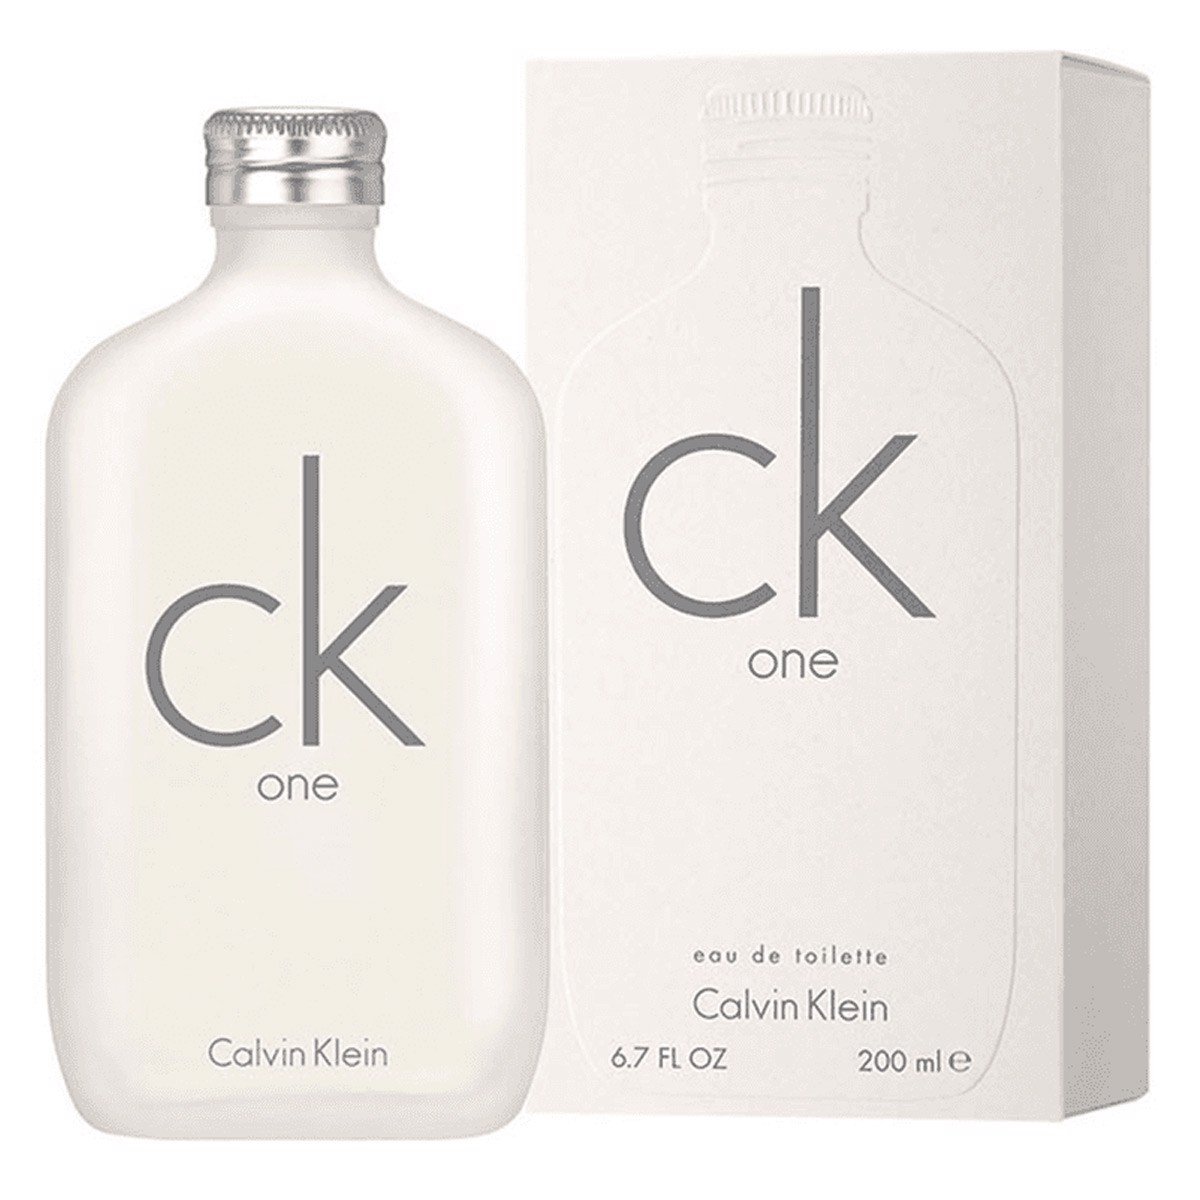 ck
one
Calvin Klein
ck
one
eau de toilette
Calvin Klein
6.7 FL OZ 200 ml ℮